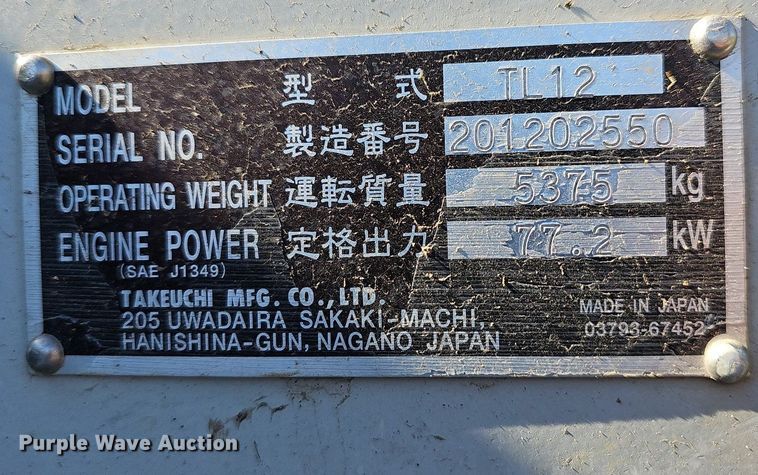 MODEL 型 式 TL12
SERIAL NO. 製造番号 201202550
OPERATING WEIGHT 運転質量 5375 kg
ENGINE POWER 定格出力 77.2 kW
(SAE J1349)
TAKEUCHI MFG. CO.,LTD.
205 UWADAIRA SAKAKI-MACHI,
HANISHINA-GUN, NAGANO JAPAN
MADE IN JAPAN
03793-67452
Purple Wave Auction